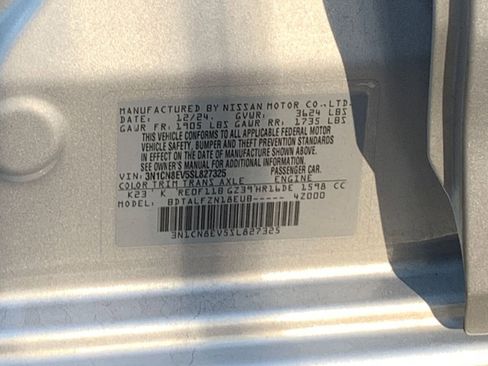 MANUFACTURED BY NISSAN MOTOR CO.,LTD.
DATE: 12/24. GVWR: 3624 LBS
GAWR FR: 1905 LBS GAWR RR: 1735 LBS
THIS VEHICLE CONFORMS TO ALL APPLICABLE FEDERAL MOTOR
VEHICLE SAFETY, BUMPER AND THEFT PREVENTION STANDARDS
IN EFFECT ON THE DATE OF MANUFACTURE SHOWN ABOVE.
SEE OWNER'S MANUAL FOR ADDITIONAL INFORMATION.
VIN: 3N1CN8EV5SL827325 PASSENGER CAR.
COLOR TRIM TRANS AXLE ENGINE
K23 K RE0F11B GZ39 HR16DE 1598 CC
MODEL: BDTALFZN18EUB----- 4Z000
3N1CN8EV5SL827325